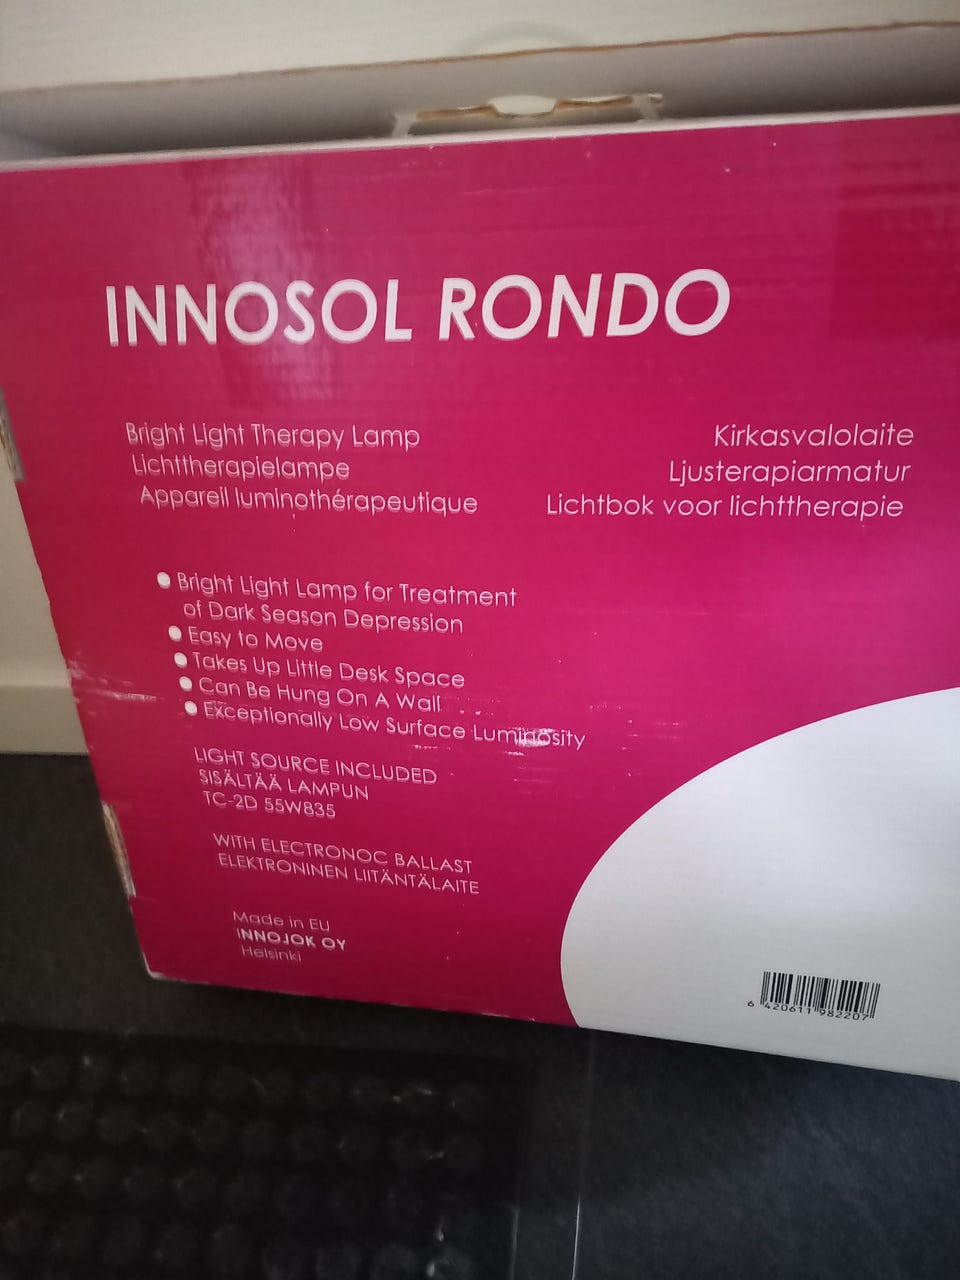 INNOSOL RONDO
Bright Light Therapy Lamp
Lichttherapielampe
Appareil luminothérapeutique
Kirkasvalolaite
Ljusterapiarmatur
Lichtbok voor lichttherapie
● Bright Light Lamp for Treatment
of Dark Season Depression
● Easy to Move
● Takes Up Little Desk Space
● Can Be Hung On A Wall
● Exceptionally Low Surface Luminosity
LIGHT SOURCE INCLUDED
SISÄLTÄÄ LAMPUN
TC-2D 55W835
WITH ELECTRONOC BALLAST
ELEKTRONINEN LIITÄNTÄLAITE
Made in EU
INNOJOK OY
Helsinki
6 420611 982207